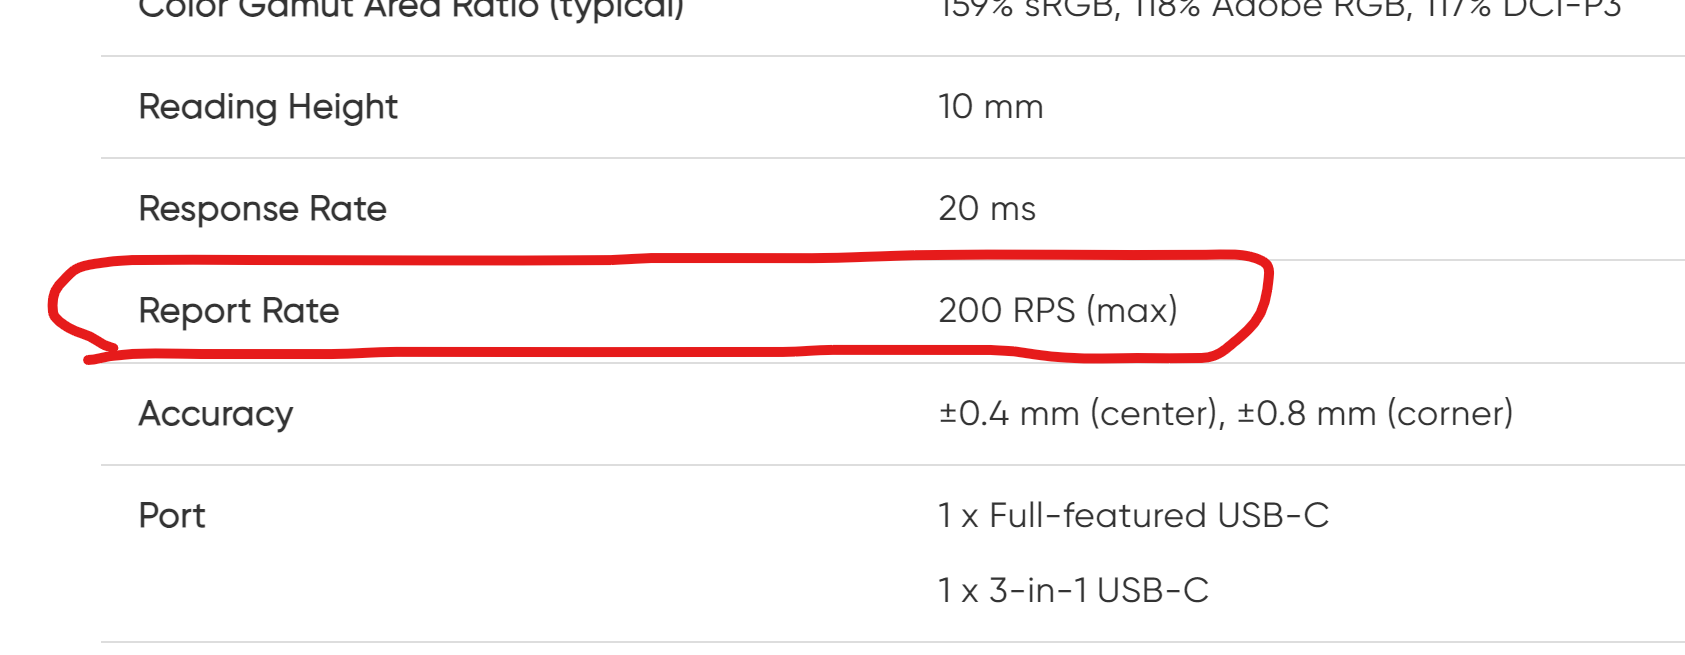 Color Gamut Area Ratio (typical) 159% sRGB, 118% Adobe RGB, 117% DCI-P3
Reading Height 10 mm
Response Rate 20 ms
Report Rate 200 RPS (max)
Accuracy ±0.4 mm (center), ±0.8 mm (corner)
Port 1 x Full-featured USB-C
1 x 3-in-1 USB-C